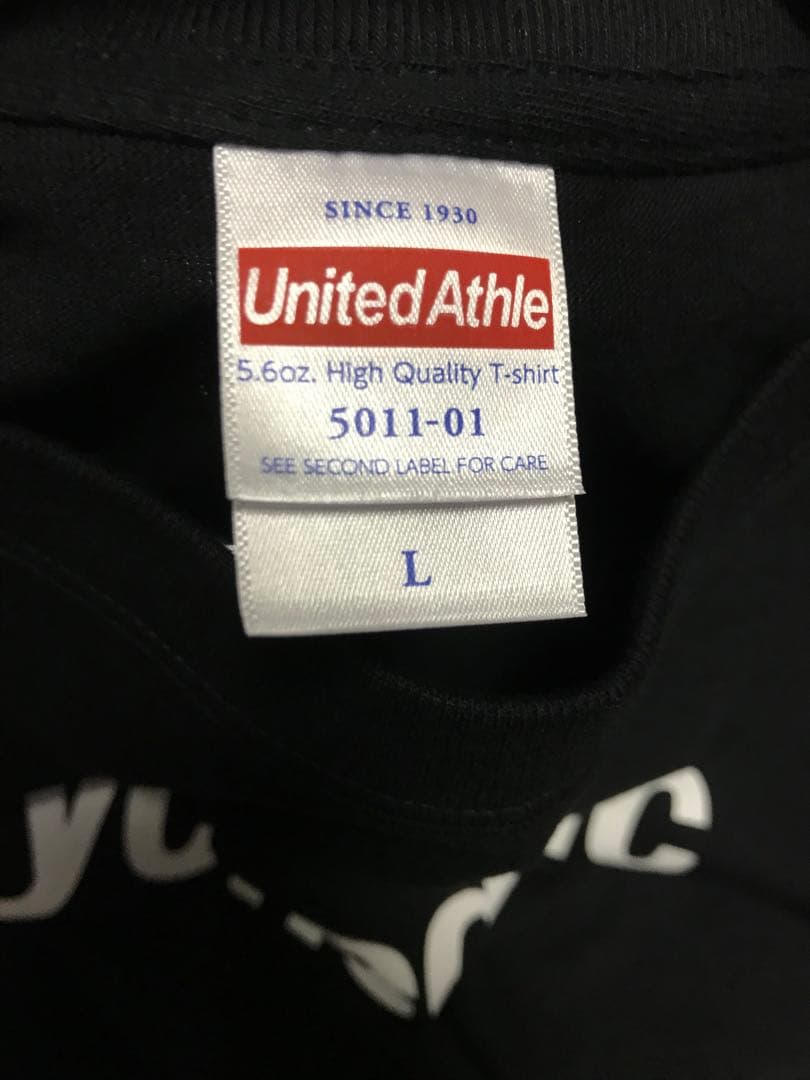 SINCE 1930
United Athle
5.6oz. High Quality T-shirt
5011-01
SEE SECOND LABEL FOR CARE
L